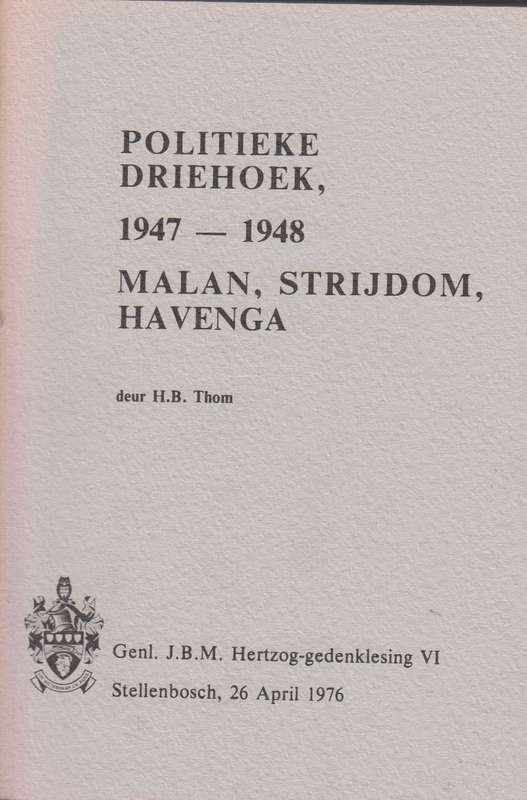 POLITIEKE
DRIEHOEK,
1947 — 1948
MALAN, STRIJDOM,
HAVENGA
deur H.B. Thom
Genl. J.B.M. Hertzog-gedenklesing VI
Stellenbosch, 26 April 1976